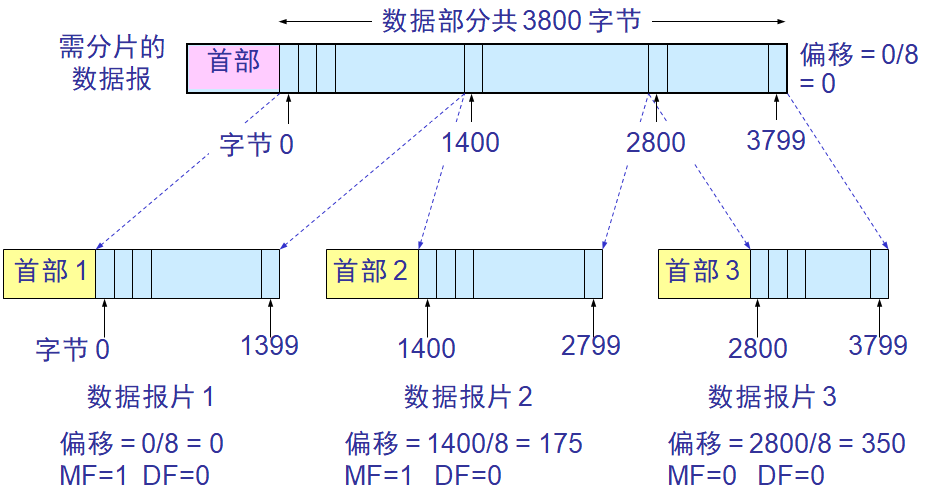 数据部分共 3800 字节
需分片的
数据报
首部
偏移 = 0/8
= 0
字节 0
1400
2800
3799
首部 1
首部 2
首部 3
字节 0
1399
1400
2799
2800
3799
数据报片 1
数据报片 2
数据报片 3
偏移 = 0/8 = 0
MF=1 DF=0
偏移 = 1400/8 = 175
MF=1 DF=0
偏移 = 2800/8 = 350
MF=0 DF=0